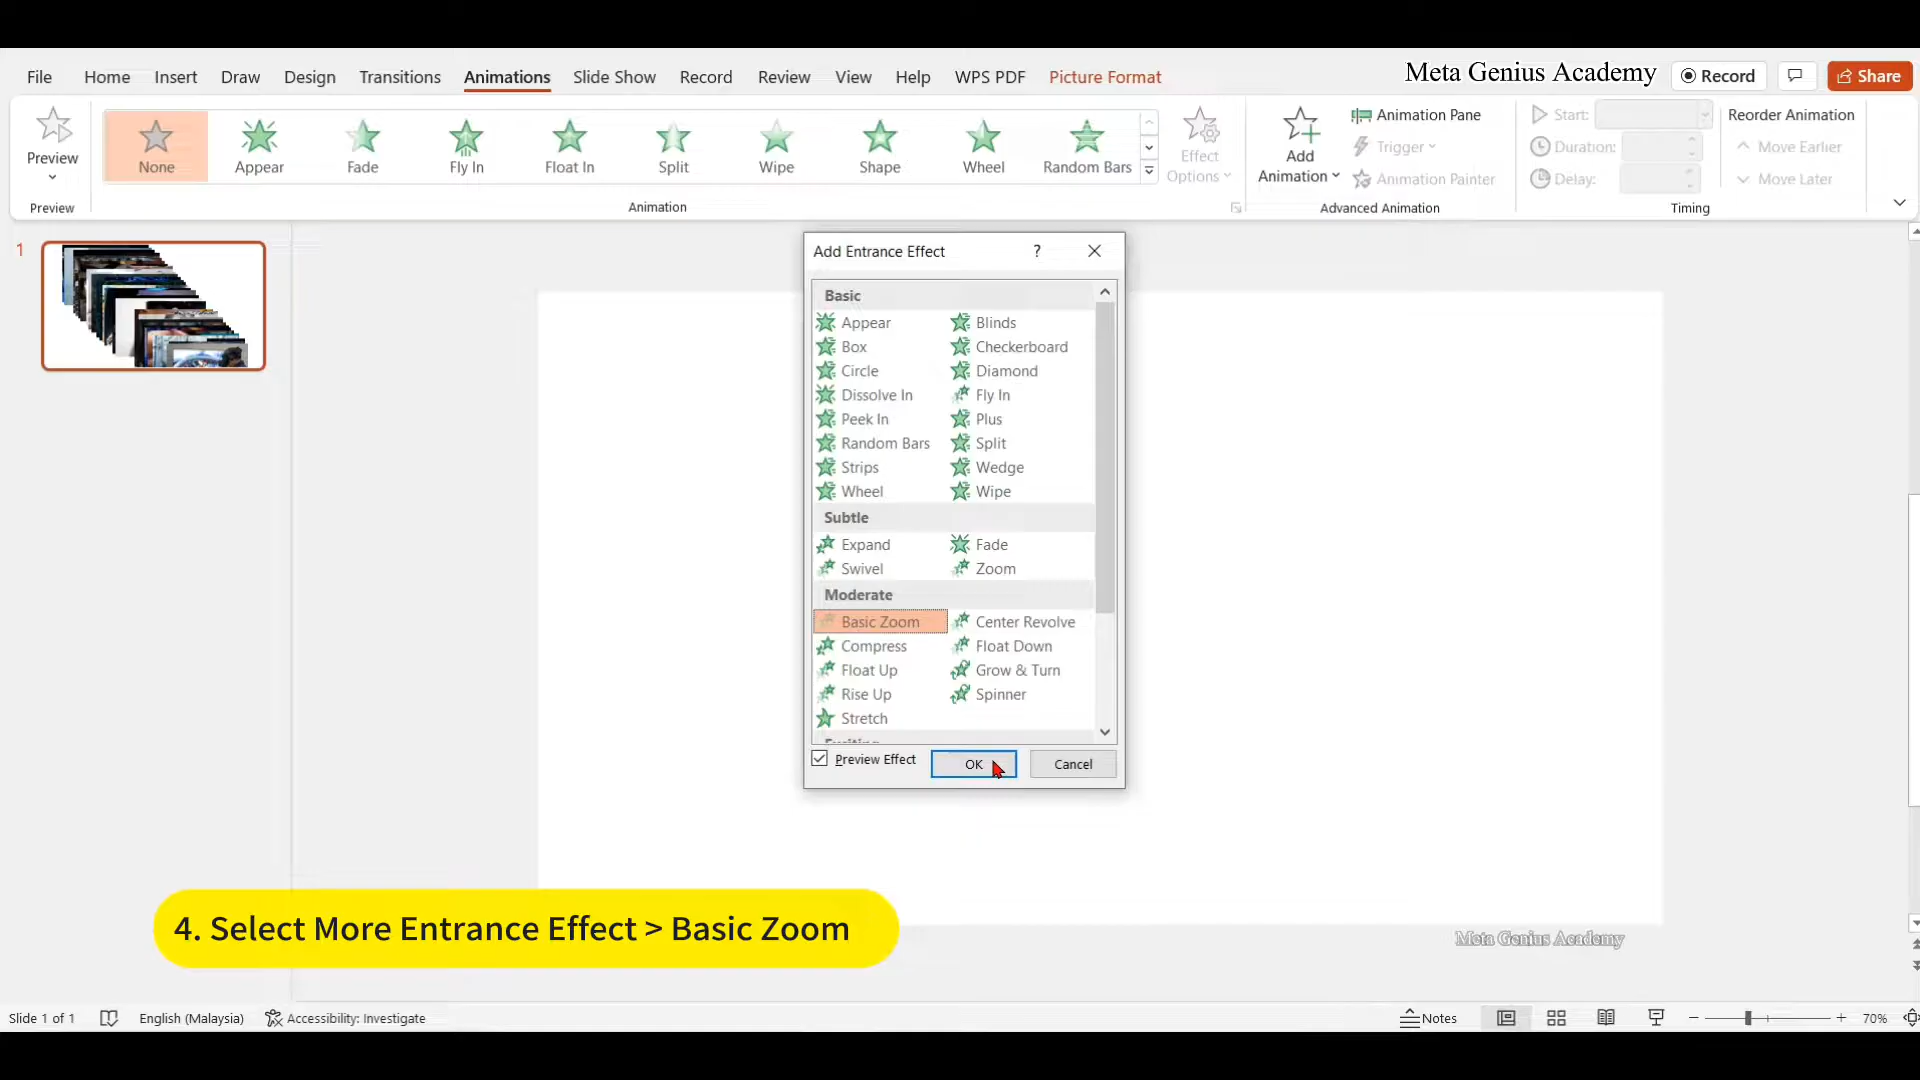 File Home Insert Draw Design Transitions Animations Slide Show Record Review View Help WPS PDF Picture Format Meta Genius Academy Record Share
Preview
None Appear Fade Fly In Float In Split Wipe Shape Wheel Random Bars
Effect Options
Add Animation
Animation Pane
Trigger
Animation Painter
Start:
Duration:
Delay:
Reorder Animation
Move Earlier
Move Later
Preview Animation Advanced Animation Timing
1
Add Entrance Effect ?
Basic
Appear Blinds
Box Checkerboard
Circle Diamond
Dissolve In Fly In
Peek In Plus
Random Bars Split
Strips Wedge
Wheel Wipe
Subtle
Expand Fade
Swivel Zoom
Moderate
Basic Zoom Center Revolve
Compress Float Down
Float Up Grow & Turn
Rise Up Spinner
Stretch
Exciting
Preview Effect OK Cancel
4. Select More Entrance Effect > Basic Zoom
Meta Genius Academy
Slide 1 of 1 English (Malaysia) Accessibility: Investigate Notes 70%